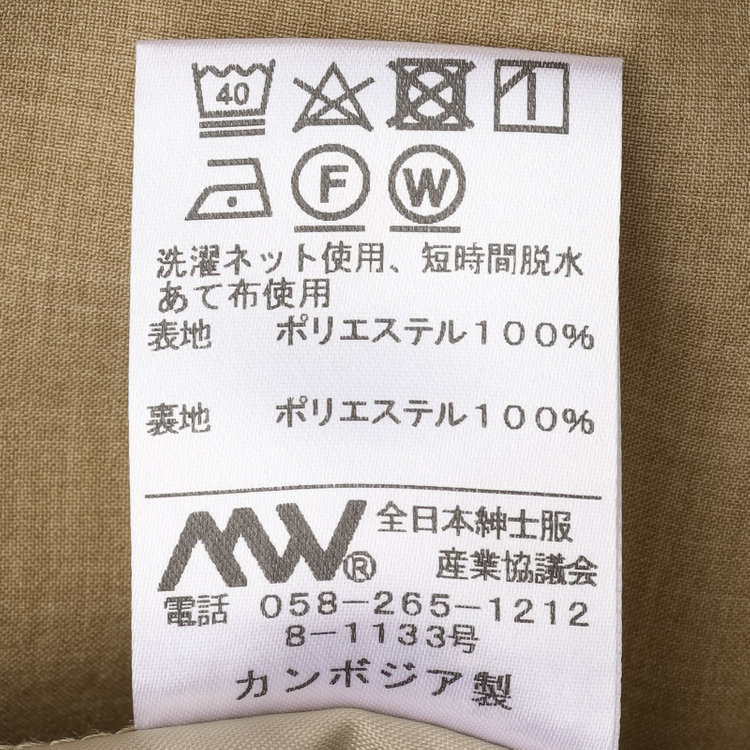 40
F W
洗濯ネット使用、短時間脱水
あて布使用
表地 ポリエステル100%
裏地 ポリエステル100%
MW® 全日本紳士服
産業協議会
電話 058-265-1212
8-1133号
カンボジア製